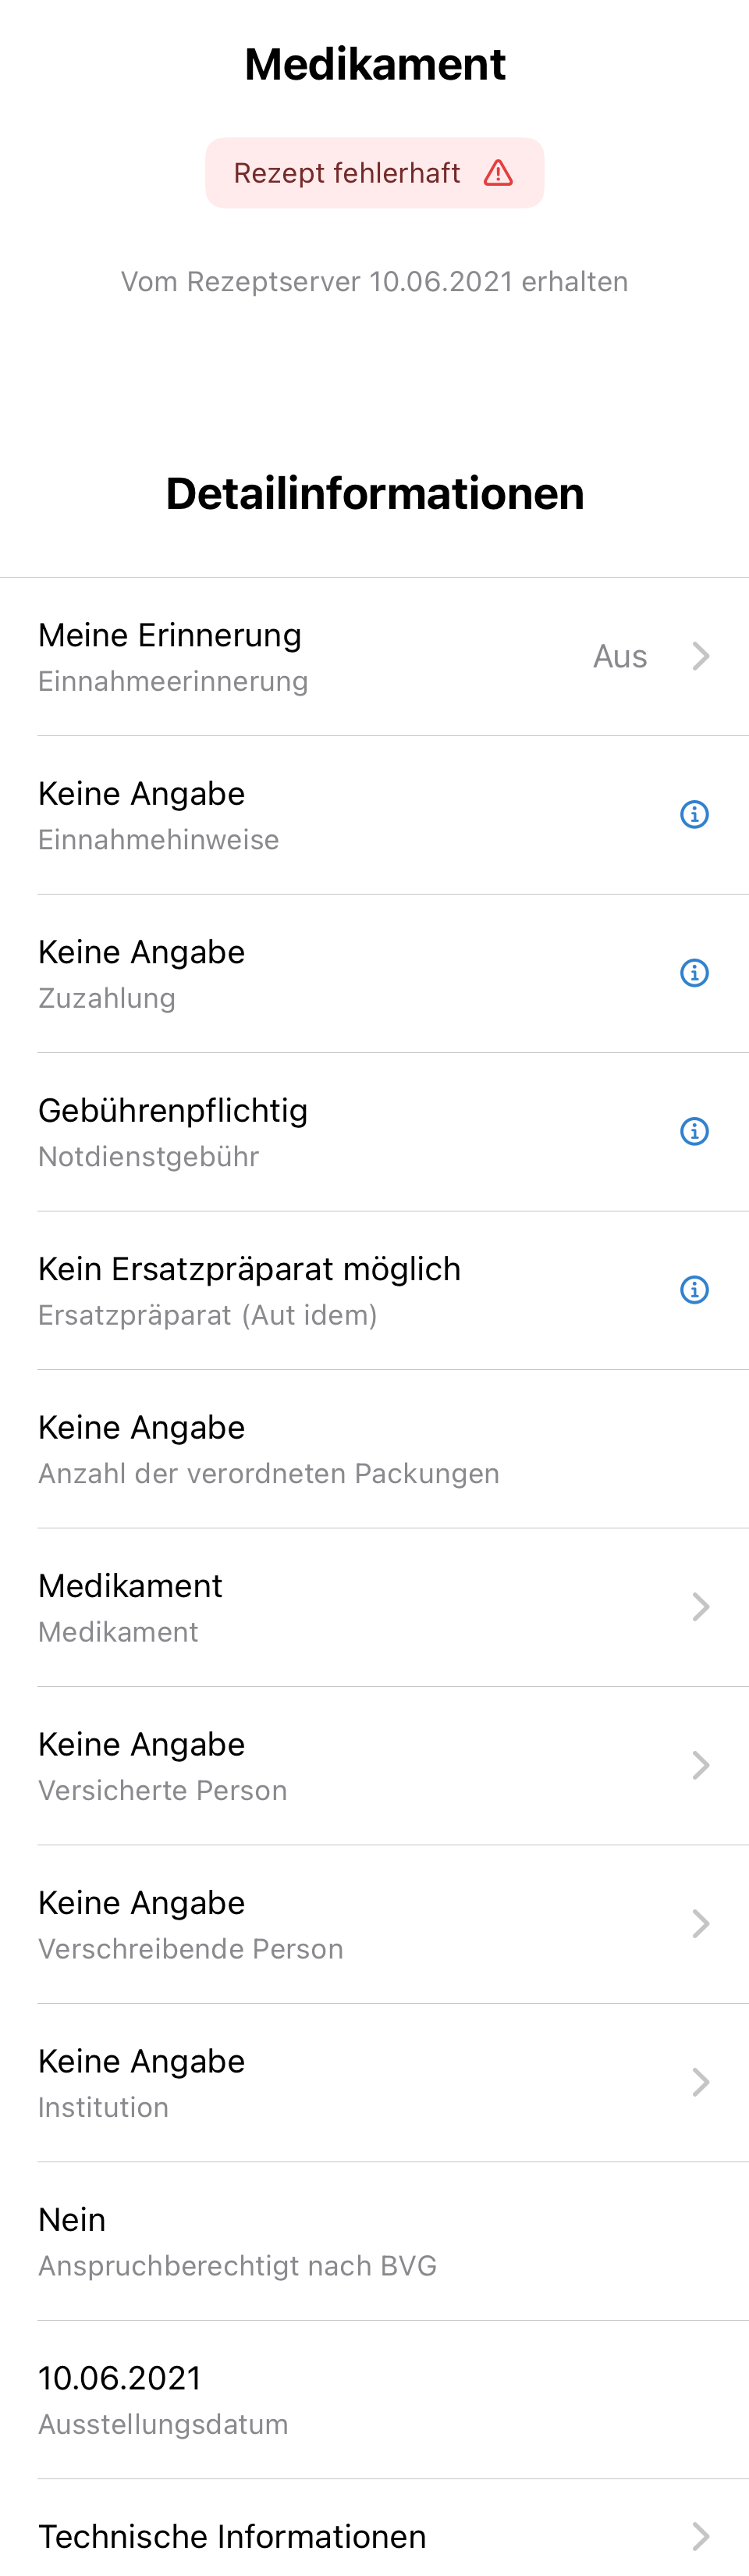 Medikament
Rezept fehlerhaft
Vom Rezeptserver 10.06.2021 erhalten
Detailinformationen
Meine Erinnerung
Einnahmeerinnerung
Aus
Keine Angabe
Einnahmehinweise
Keine Angabe
Zuzahlung
Gebührenpflichtig
Notdienstgebühr
Kein Ersatzpräparat möglich
Ersatzpräparat (Aut idem)
Keine Angabe
Anzahl der verordneten Packungen
Medikament
Medikament
Keine Angabe
Versicherte Person
Keine Angabe
Verschreibende Person
Keine Angabe
Institution
Nein
Anspruchberechtigt nach BVG
10.06.2021
Ausstellungsdatum
Technische Informationen